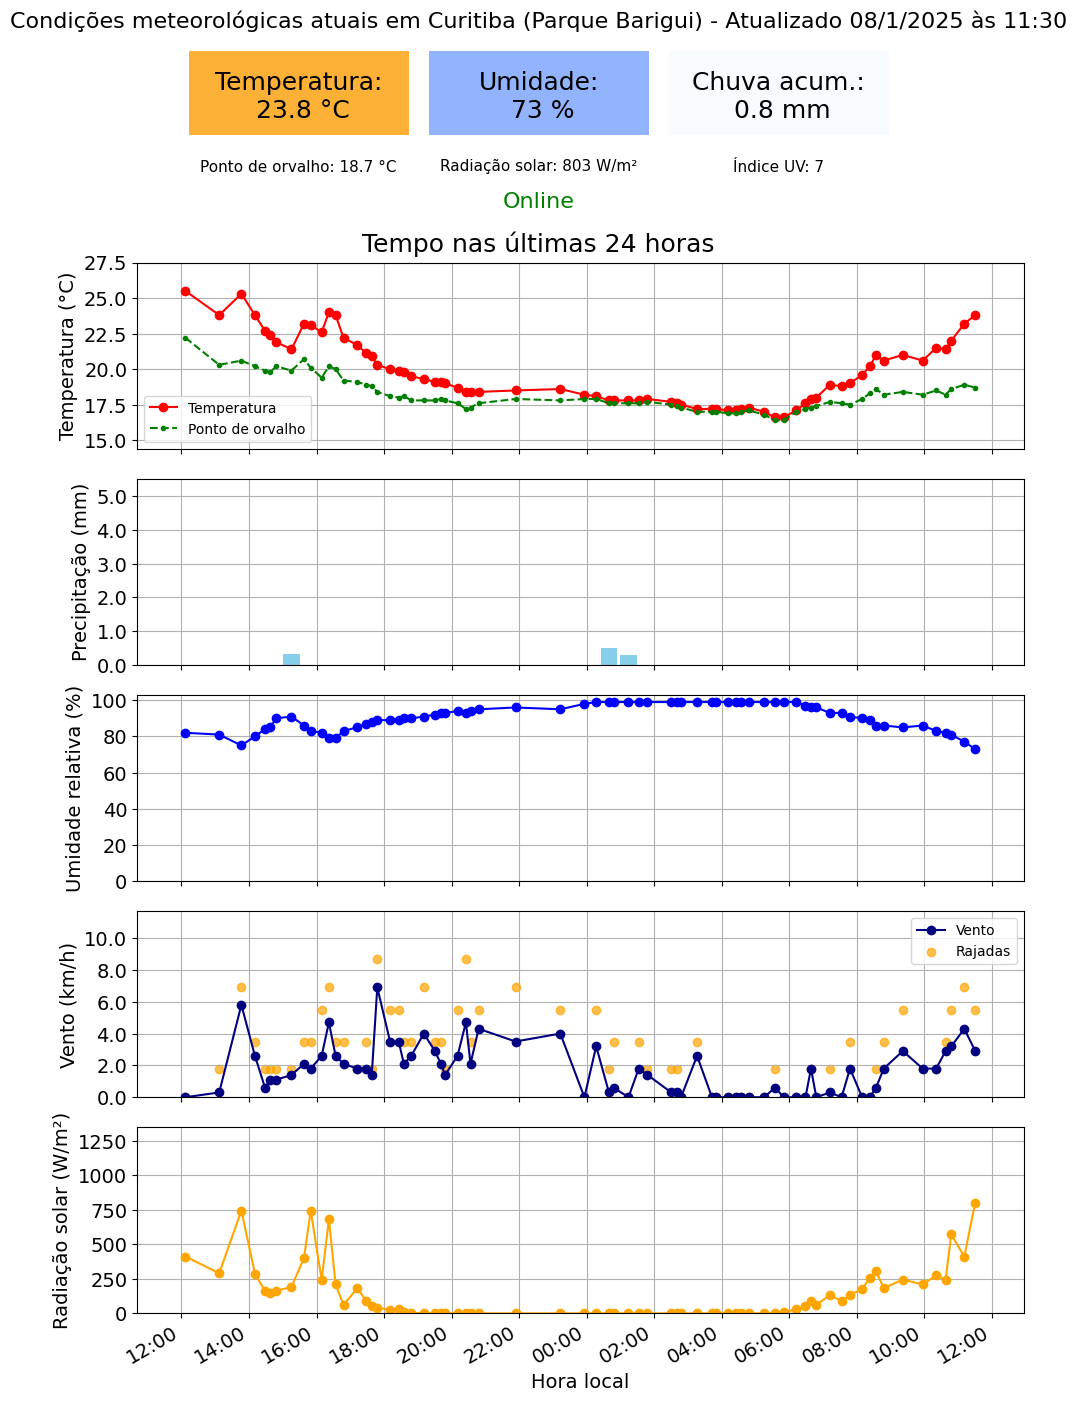 Condições meteorológicas atuais em Curitiba (Parque Barigui) - Atualizado 08/1/2025 às 11:30
Temperatura:
23.8 °C
Umidade:
73 %
Chuva acum.:
0.8 mm
Ponto de orvalho: 18.7 °C
Radiação solar: 803 W/m²
Índice UV: 7
Online
Tempo nas últimas 24 horas
Temperatura (°C)
27.5
25.0
22.5
20.0
17.5
15.0
Temperatura
Ponto de orvalho
Precipitação (mm)
5.0
4.0
3.0
2.0
1.0
0.0
Umidade relativa (%)
100
80
60
40
20
0
Vento (km/h)
10.0
8.0
6.0
4.0
2.0
0.0
Vento
Rajadas
Radiação solar (W/m²)
1250
1000
750
500
250
0
12:00
14:00
16:00
18:00
20:00
22:00
00:00
02:00
04:00
06:00
08:00
10:00
12:00
Hora local